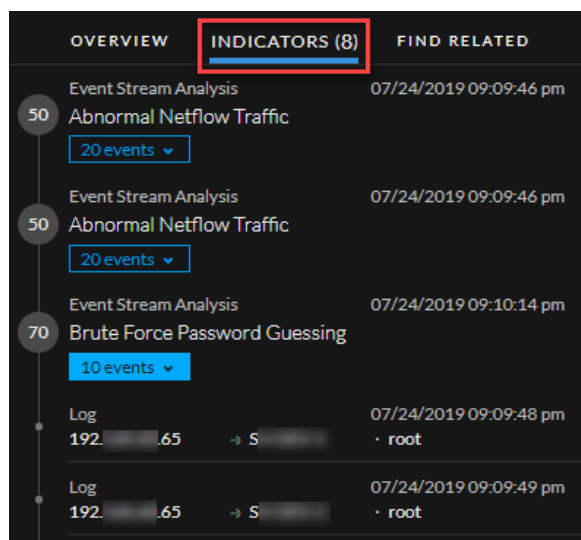 OVERVIEW INDICATORS (8) FIND RELATED
Event Stream Analysis 07/24/2019 09:09:46 pm
50 Abnormal Netflow Traffic
20 events
Event Stream Analysis 07/24/2019 09:09:46 pm
50 Abnormal Netflow Traffic
20 events
Event Stream Analysis 07/24/2019 09:10:14 pm
70 Brute Force Password Guessing
10 events
Log 07/24/2019 09:09:48 pm
192. .65 → S · root
Log 07/24/2019 09:09:49 pm
192. .65 → S · root